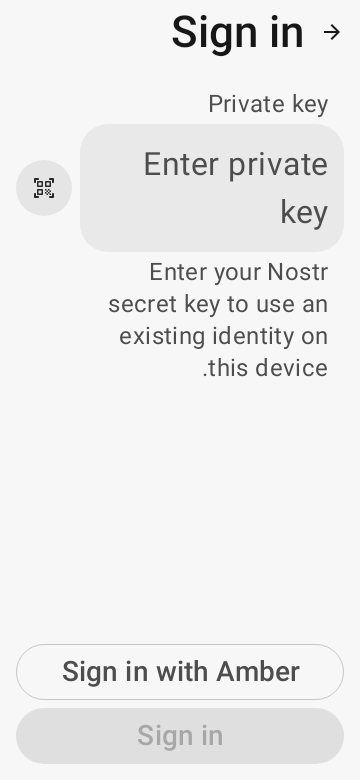 Sign in
Private key
Enter private
key
Enter your Nostr
secret key to use an
existing identity on
.this device
Sign in with Amber
Sign in